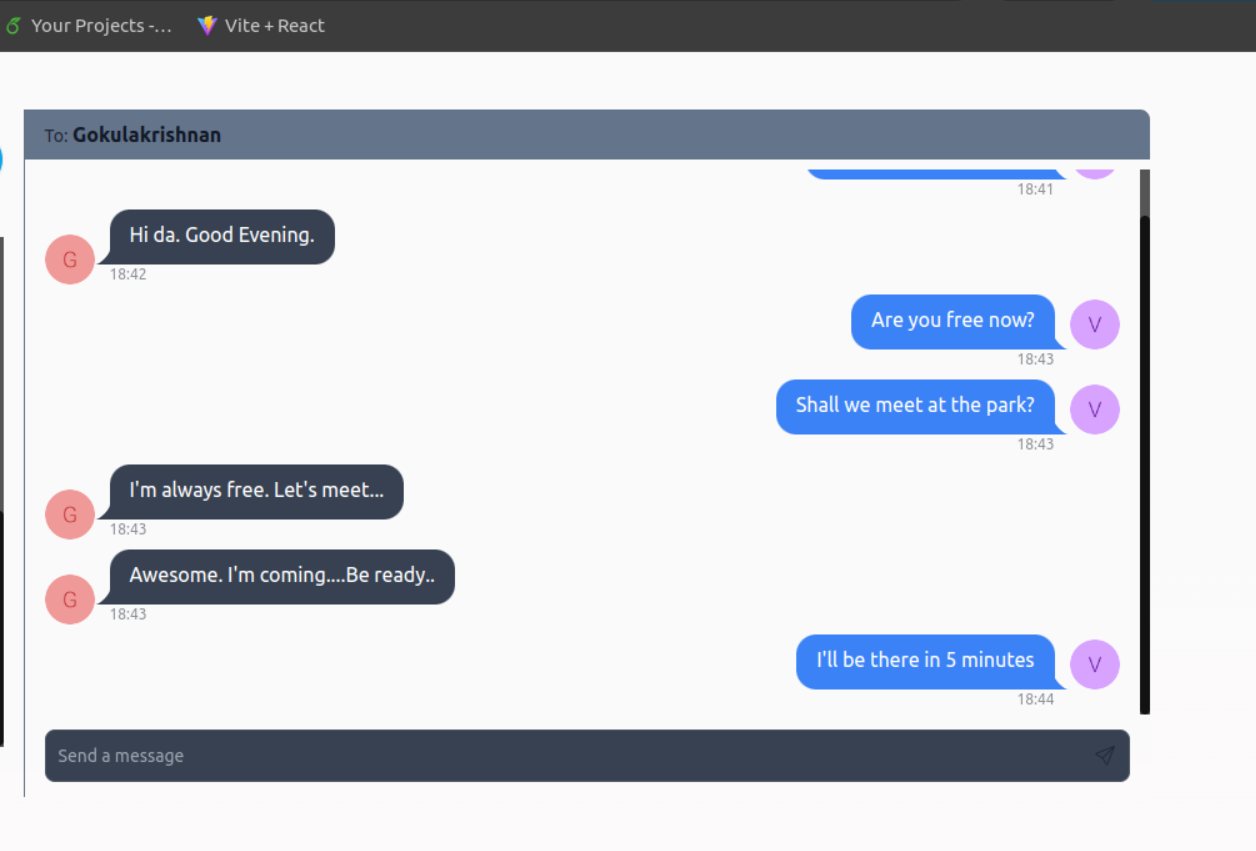 Your Projects -...
Vite + React
To: Gokulakrishnan
18:41
Hi da. Good Evening.
G
18:42
Are you free now?
V
18:43
Shall we meet at the park?
V
18:43
I'm always free. Let's meet...
G
18:43
Awesome. I'm coming....Be ready..
G
18:43
I'll be there in 5 minutes
V
18:44
Send a message